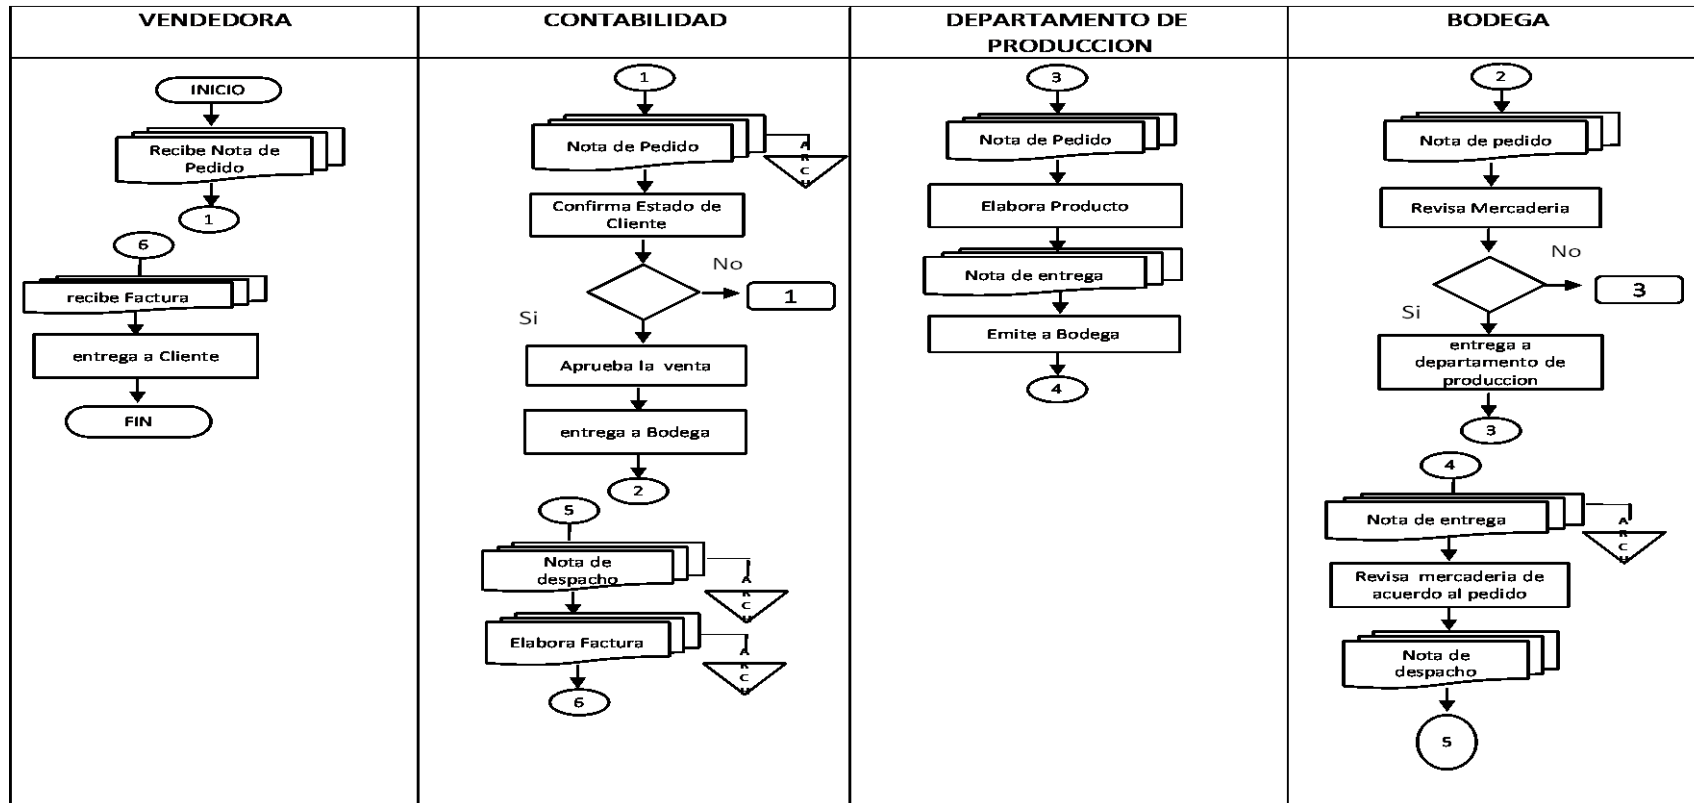 VENDEDORA
CONTABILIDAD
DEPARTAMENTO DE
PRODUCCION
BODEGA
INICIO
Recibe Nota de
Pedido
1
6
recibe Factura
entrega a Cliente
FIN
1
Nota de Pedido
A
R
C
H
Confirma Estado de
Cliente
No
1
Si
Aprueba la venta
entrega a Bodega
2
5
Nota de
despacho
A
R
C
H
Elabora Factura
A
R
C
H
6
3
Nota de Pedido
Elabora Producto
Nota de entrega
Emite a Bodega
4
2
Nota de pedido
Revisa Mercaderia
No
3
Si
entrega a
departamento de
produccion
3
4
Nota de entrega
A
R
C
H
Revisa mercaderia de
acuerdo al pedido
Nota de
despacho
5